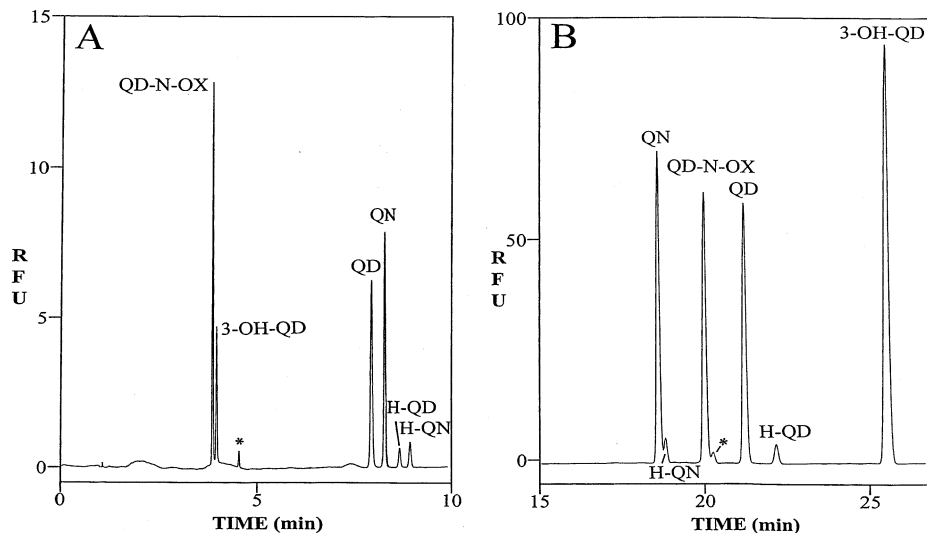 A
15
10
5
0
R
F
U
QD-N-OX
3-OH-QD
*
QD
QN
H-QD
H-QN
0
5
10
TIME (min)
B
100
50
0
R
F
U
QN
H-QN
QD-N-OX
*
QD
H-QD
3-OH-QD
15
20
25
TIME (min)